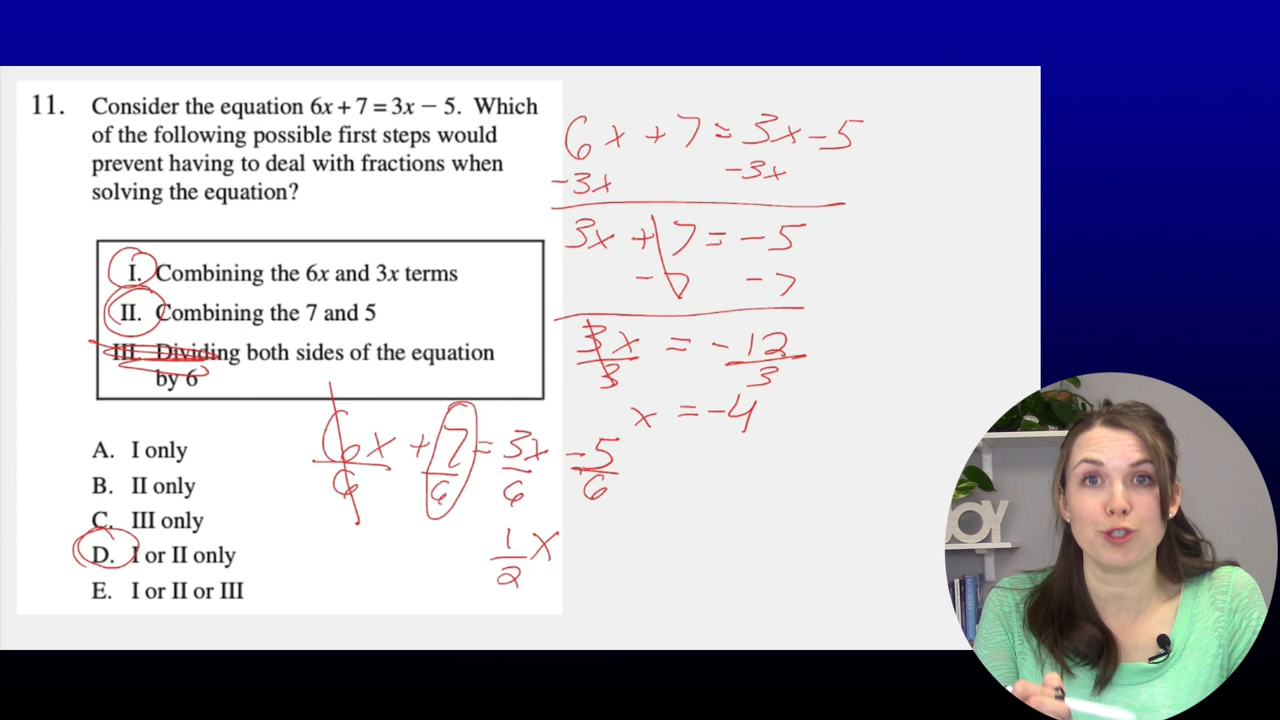 11. Consider the equation 6x + 7 = 3x − 5. Which
of the following possible first steps would
prevent having to deal with fractions when
solving the equation?
I. Combining the 6x and 3x terms
II. Combining the 7 and 5
III. Dividing both sides of the equation
by 6
A. I only
B. II only
C. III only
D. I or II only
E. I or II or III
6x + 7 = 3x - 5
-3x -3x
3x + 7 = -5
-7 -7
3x/3 = -12/3
x = -4
6x/6 + 7/6 = 3x/6 - 5/6
1/2 x
OY